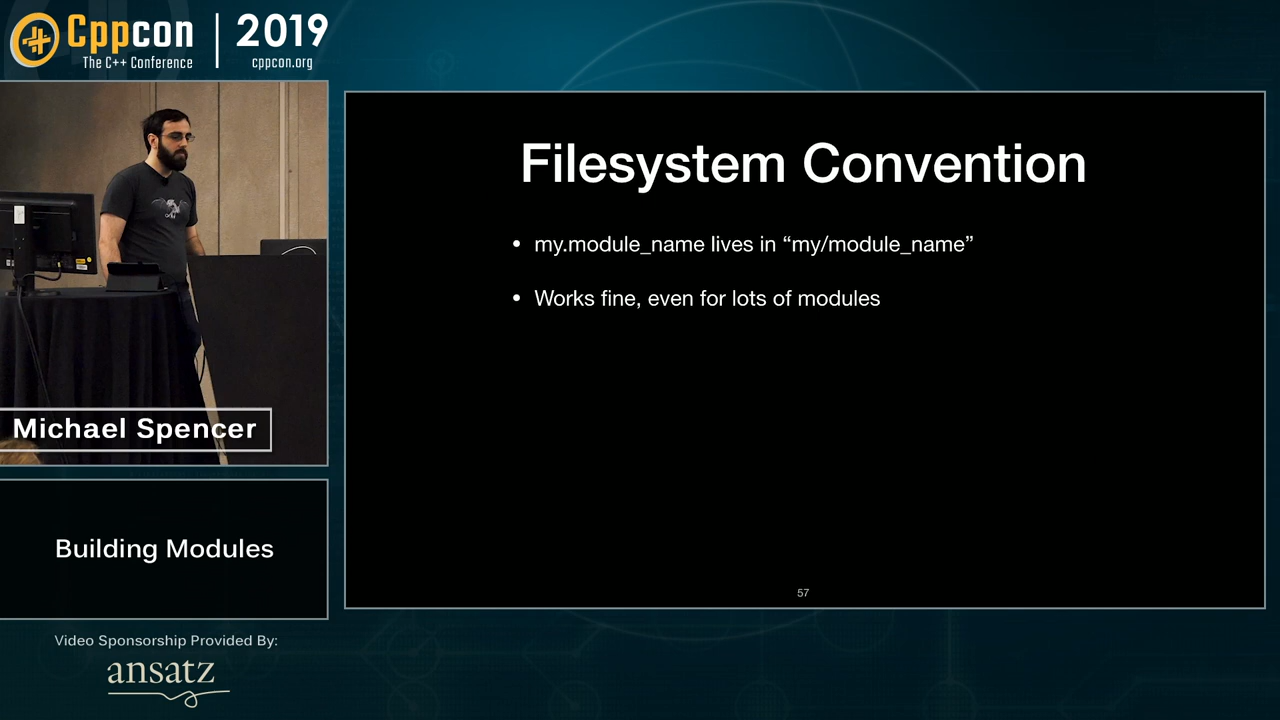 Cppcon | 2019
The C++ Conference
cppcon.org
Michael Spencer
Building Modules
Video Sponsorship Provided By:
ansatz
Filesystem Convention
• my.module_name lives in “my/module_name”
• Works fine, even for lots of modules
57